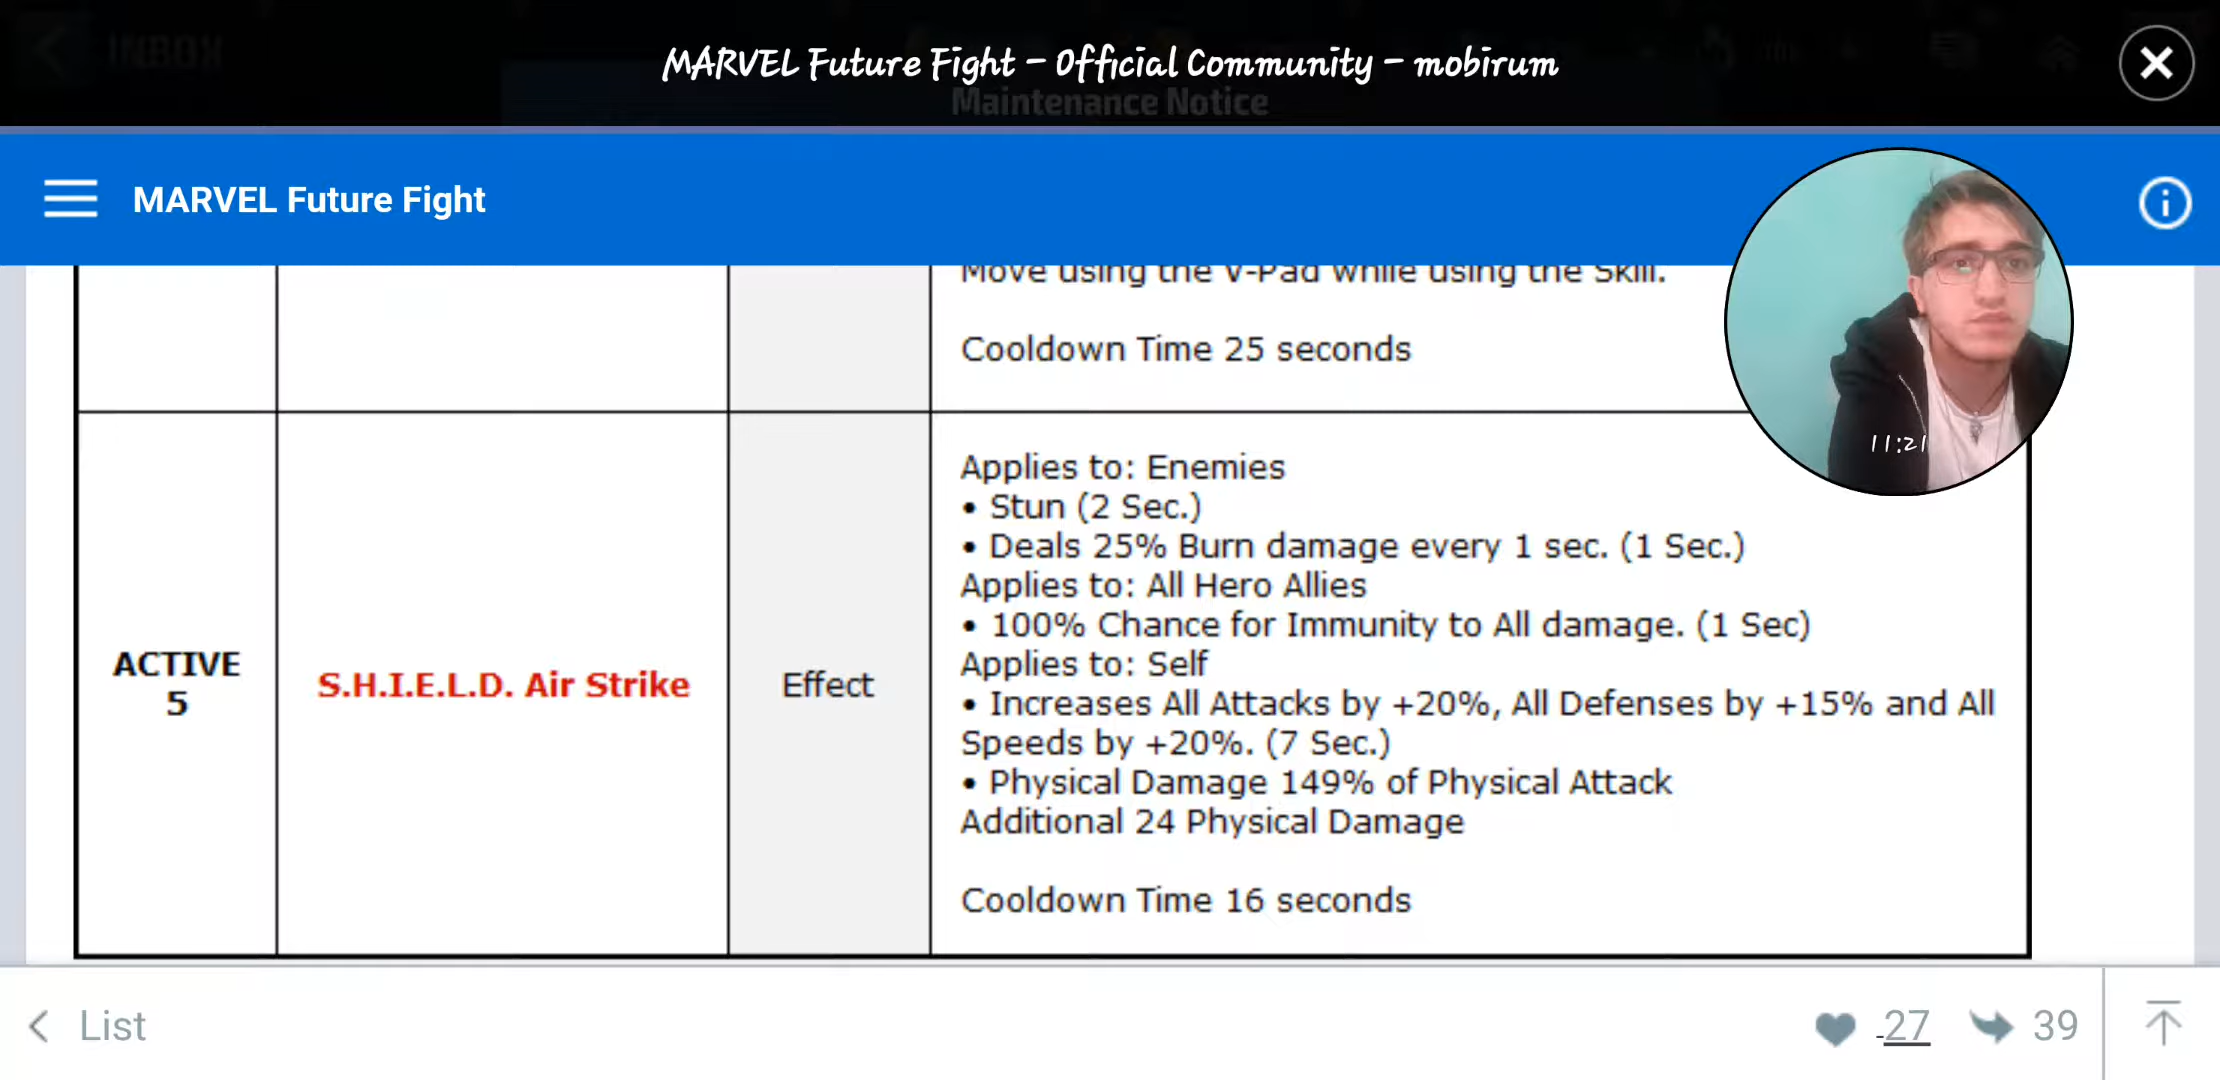 INBOX
MARVEL Future Fight – Official Community – mobirum
Maintenance Notice
MARVEL Future Fight
Move using the V-Pad while using the Skill.
Cooldown Time 25 seconds
11:21
ACTIVE
5
S.H.I.E.L.D. Air Strike
Effect
Applies to: Enemies
• Stun (2 Sec.)
• Deals 25% Burn damage every 1 sec. (1 Sec.)
Applies to: All Hero Allies
• 100% Chance for Immunity to All damage. (1 Sec)
Applies to: Self
• Increases All Attacks by +20%, All Defenses by +15% and All
Speeds by +20%. (7 Sec.)
• Physical Damage 149% of Physical Attack
Additional 24 Physical Damage
Cooldown Time 16 seconds
List
27
39